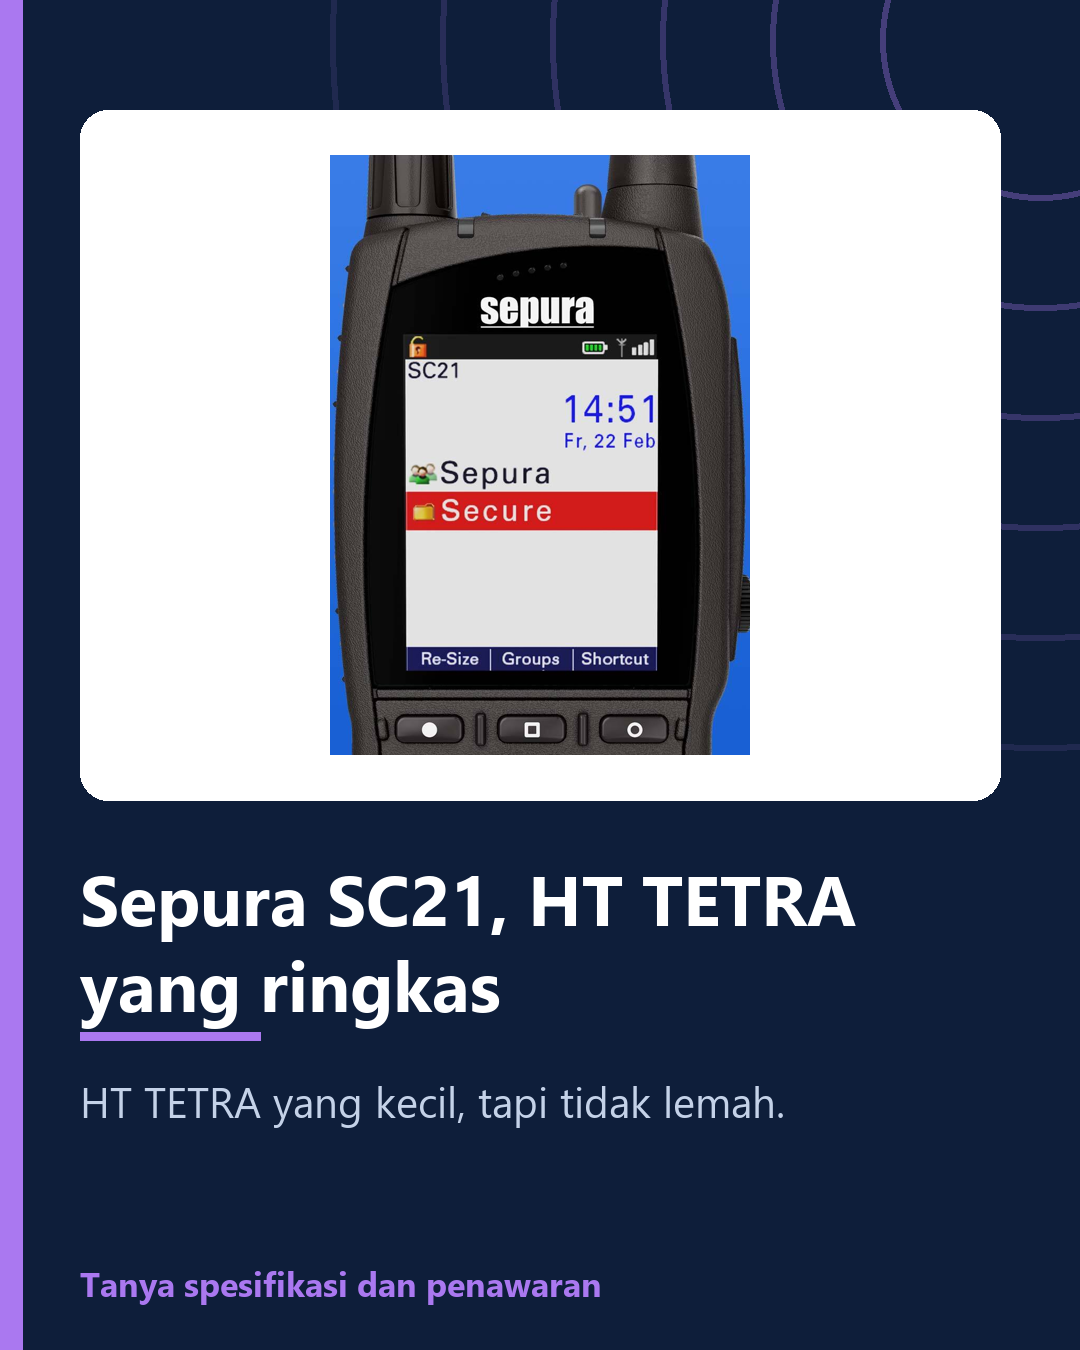 sepura
SC21
14:51
Fr, 22 Feb
Sepura
Secure
Re-Size Groups Shortcut
Sepura SC21, HT TETRA
yang ringkas
HT TETRA yang kecil, tapi tidak lemah.
Tanya spesifikasi dan penawaran